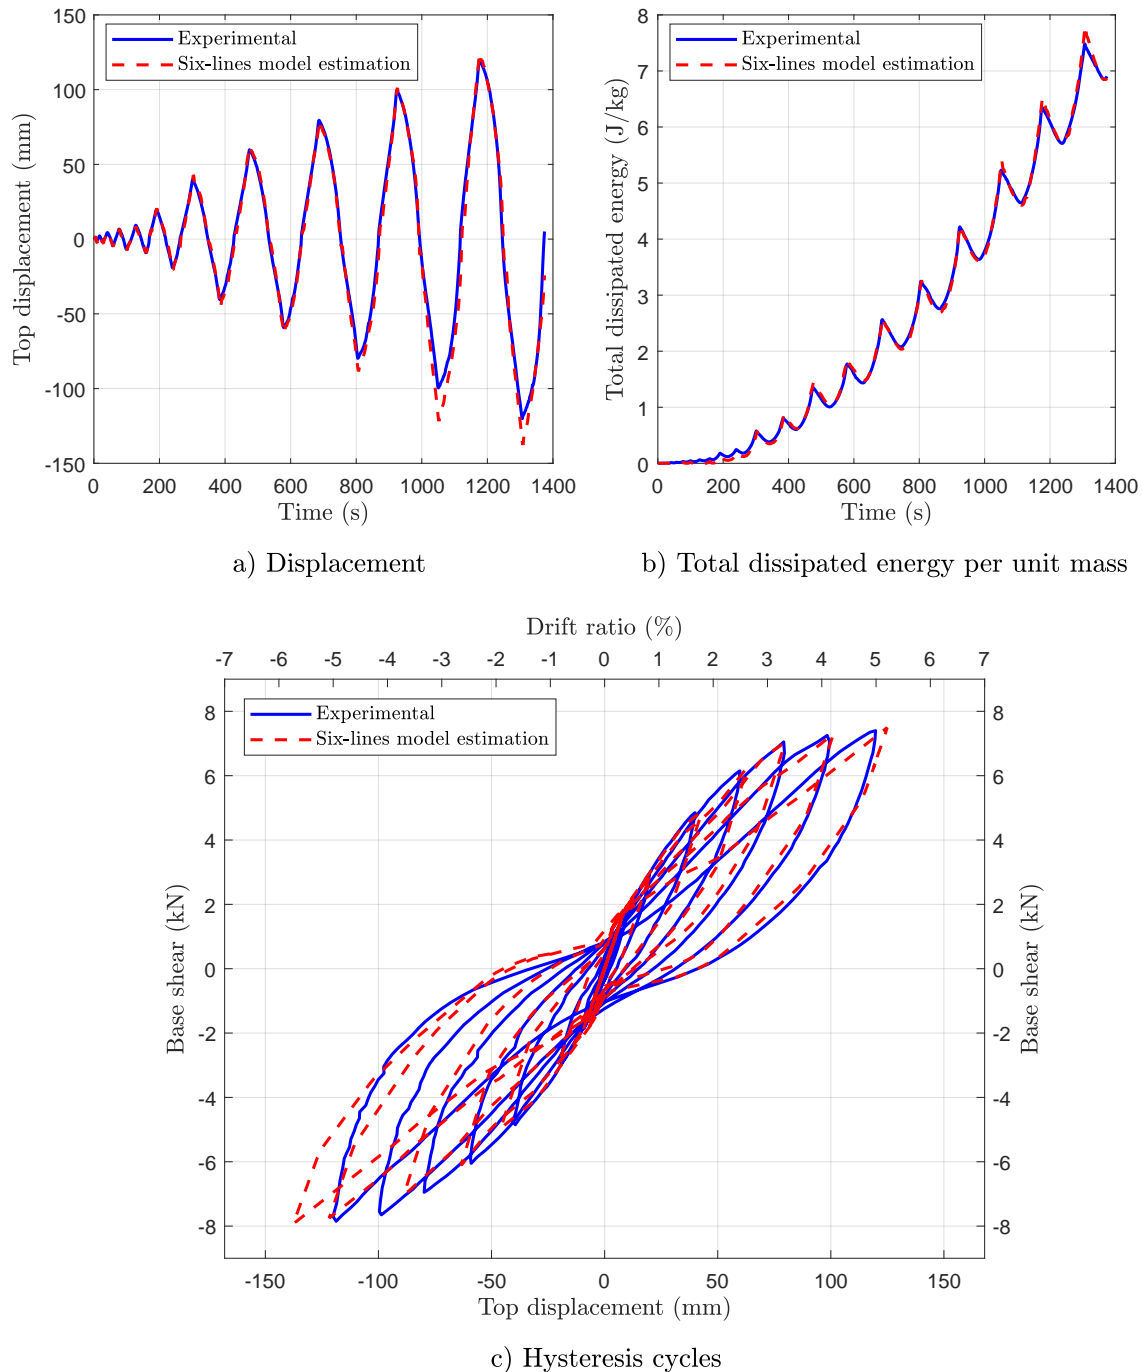 150
100
50
0
-50
-100
-150
Top displacement (mm)
Experimental
Six-lines model estimation
0 200 400 600 800 1000 1200 1400
Time (s)
a) Displacement
8
7
6
5
4
3
2
1
0
Total dissipated energy (J/kg)
Experimental
Six-lines model estimation
0 200 400 600 800 1000 1200 1400
Time (s)
b) Total dissipated energy per unit mass
Drift ratio (%)
-7 -6 -5 -4 -3 -2 -1 0 1 2 3 4 5 6 7
Experimental
Six-lines model estimation
8
6
4
2
0
-2
-4
-6
-8
Base shear (kN)
8
6
4
2
0
-2
-4
-6
-8
Base shear (kN)
-150 -100 -50 0 50 100 150
Top displacement (mm)
c) Hysteresis cycles